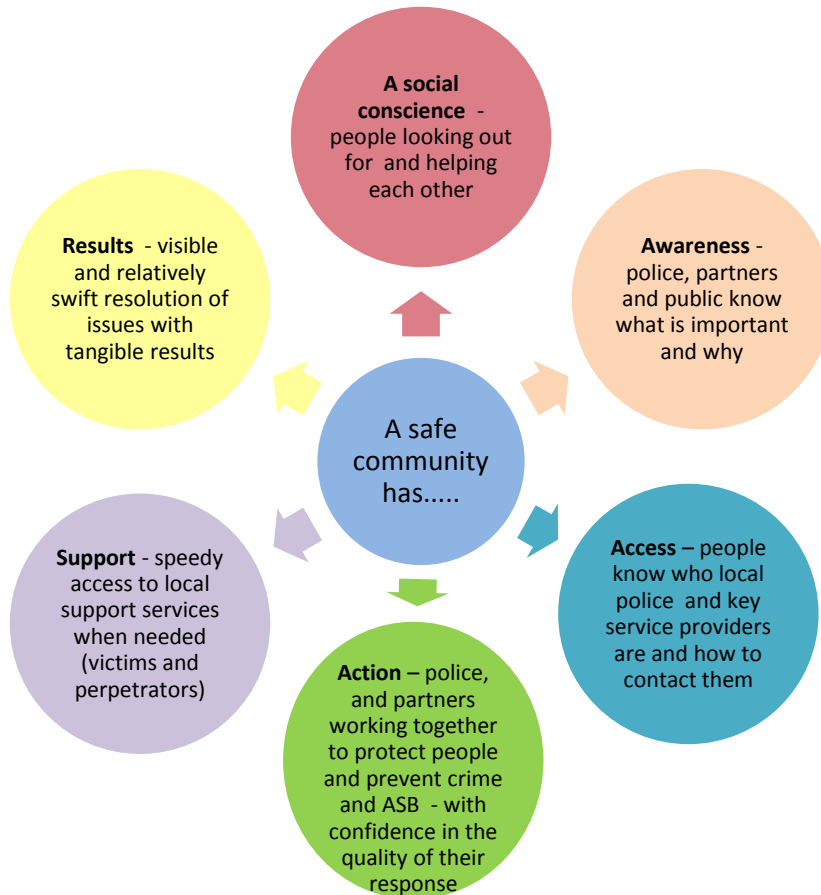 A social
conscience  -
people looking out
for  and helping
each other
Awareness -
police, partners
and public know
what is important
and why
Access – people
know who local
police  and key
service providers
are and how to
contact them
Action – police,
and partners
working together
to protect people
and prevent crime
and ASB  - with
confidence in the
quality of their
response
Support - speedy
access to local
support services
when needed
(victims and
perpetrators)
Results  - visible
and relatively
swift resolution of
issues with
tangible results
A safe
community
has.....